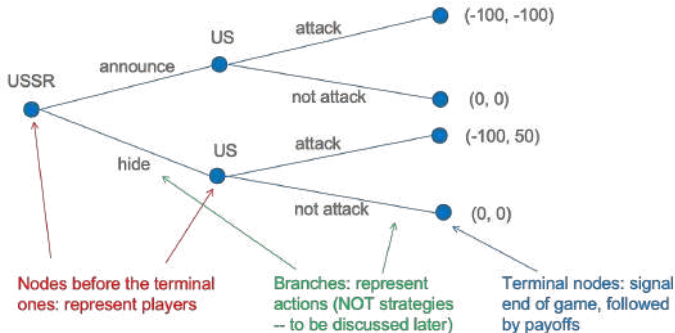 USSR
announce
hide
US
attack
(-100, -100)
not attack
(0, 0)
US
attack
(-100, 50)
not attack
(0, 0)
Nodes before the terminal
ones: represent players
Branches: represent
actions (NOT strategies
-- to be discussed later)
Terminal nodes: signal
end of game, followed
by payoffs